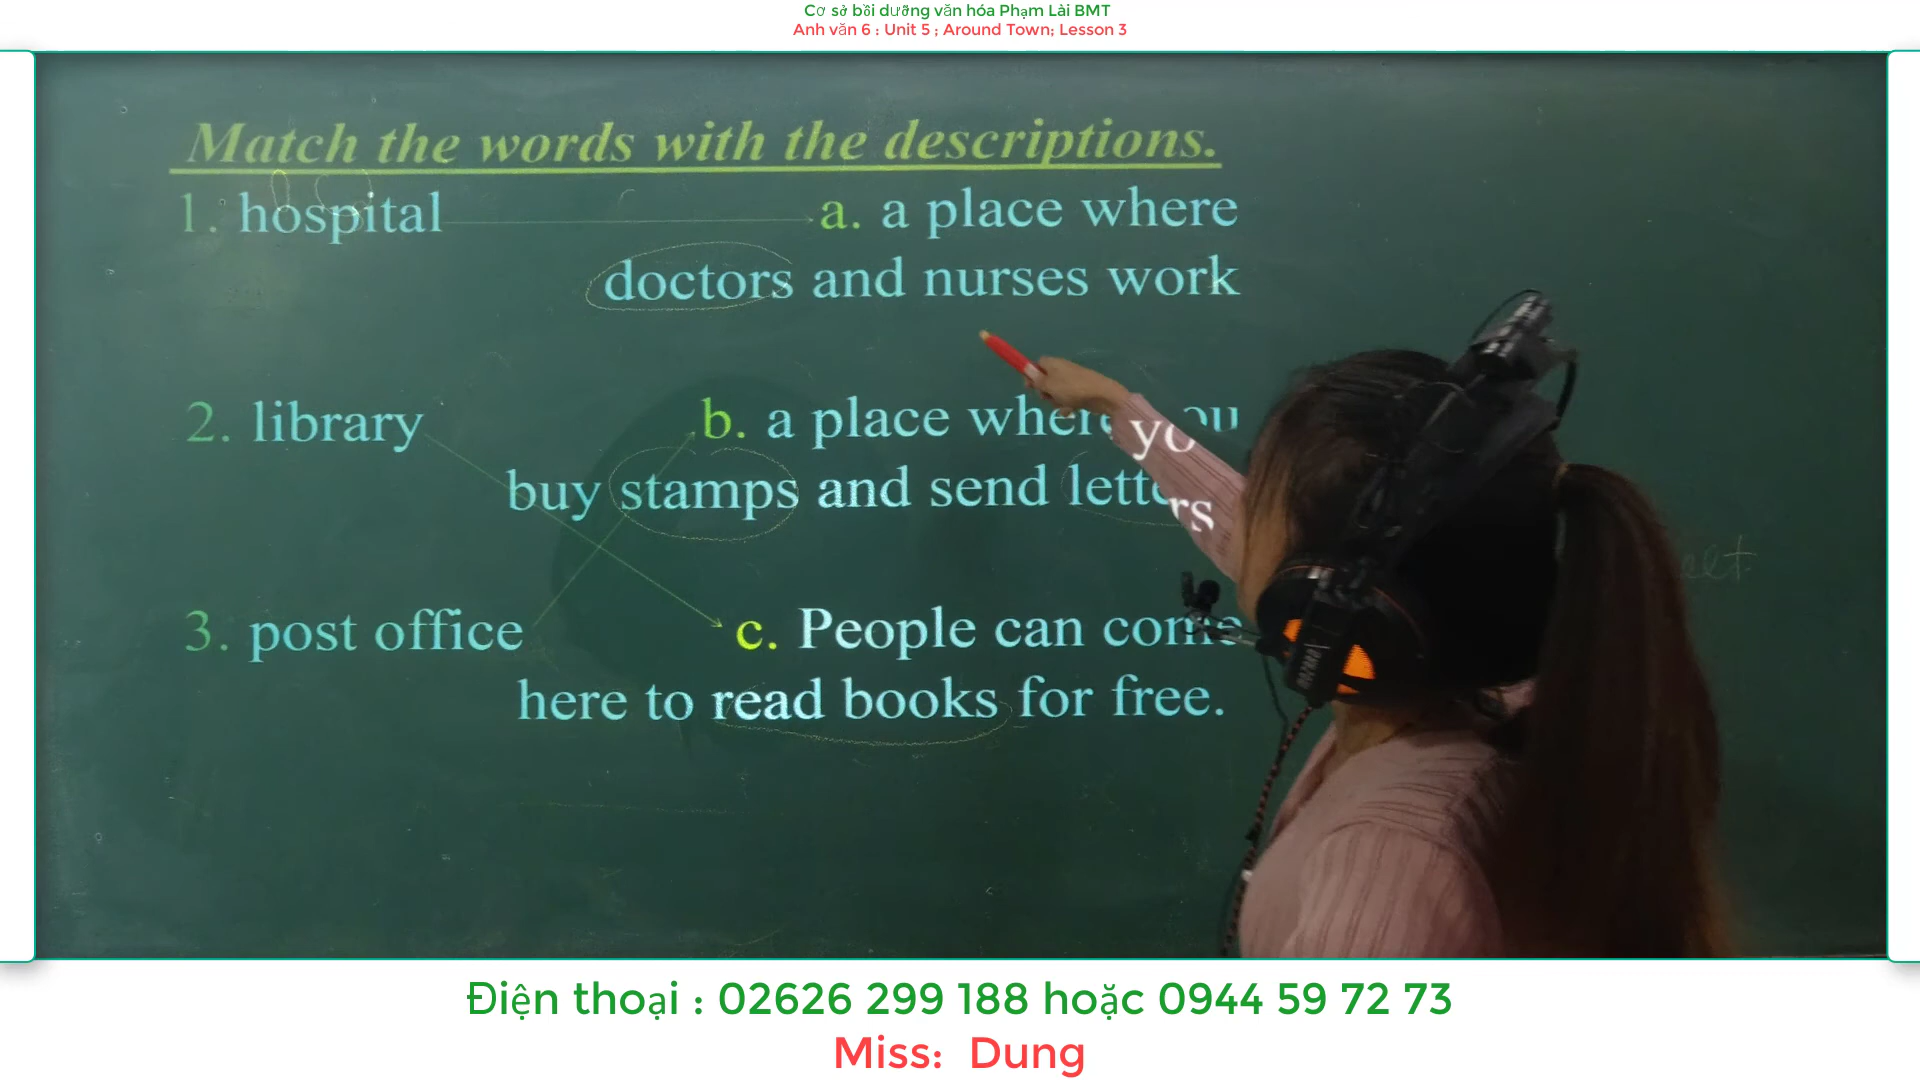 Cơ sở bồi dưỡng văn hóa Phạm Lài BMT
Anh văn 6 : Unit 5 ; Around Town; Lesson 3
Match the words with the descriptions.
1. hospital a. a place where
doctors and nurses work
2. library b. a place where you
buy stamps and send letters
3. post office c. People can come
here to read books for free.
Điện thoại : 02626 299 188 hoặc 0944 59 72 73
Miss: Dung